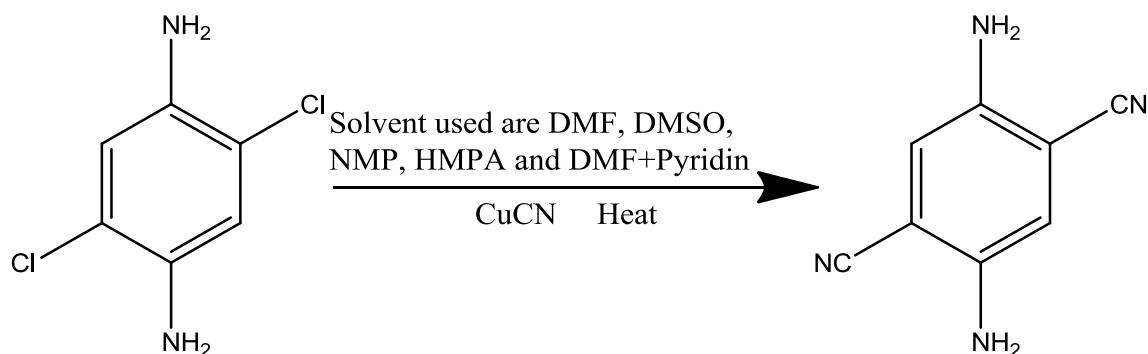 NH₂
Cl
Cl
NH₂
Solvent used are DMF, DMSO,
NMP, HMPA and DMF+Pyridin
CuCN Heat
NH₂
CN
NC
NH₂